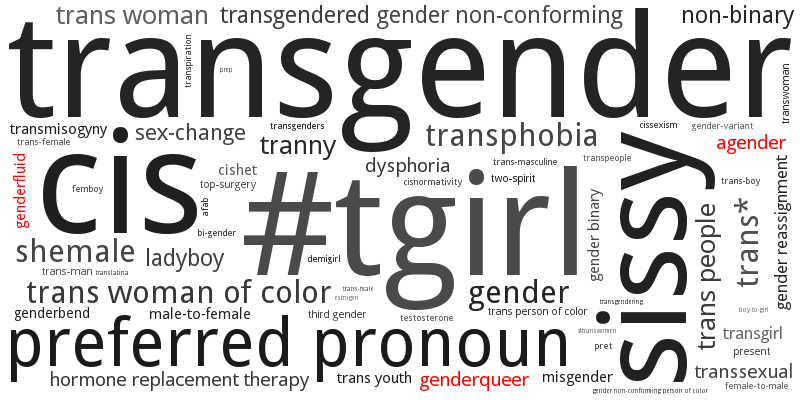 trans woman
transgendered
gender non-conforming
non-binary
transgender
transpiration
prep
transwoman
transmisogyny
sex-change
transgenders
tranny
transphobia
cissexism
gender-variant
agender
trans-female
cis
genderfluid
femboy
cishet
top-surgery
afab
dysphoria
cisnormativity
trans-masculine
two-spirit
transpeople
sissy
trans-boy
gender reassignment
#tgirl
bi-gender
demigirl
gender binary
trans people
trans*
shemale
ladyboy
trans-man
translatina
trans woman of color
trans-male
estrogen
gender
transgendering
boy-to-girl
genderbend
male-to-female
third gender
testosterone
trans person of color
#transwomen
transgirl
preferred pronoun
pret
present
hormone replacement therapy
trans youth
genderqueer
misgender
transsexual
female-to-male
gender non-conforming person of color